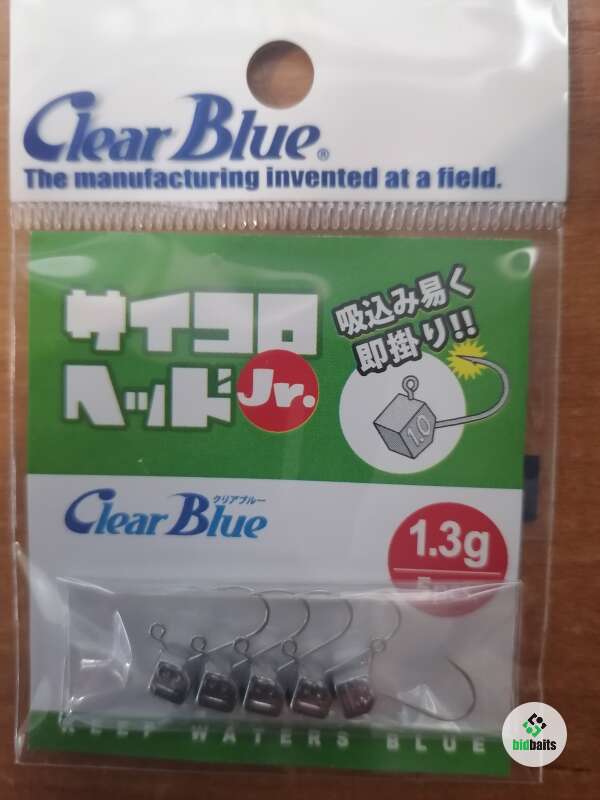 Clear Blue®
The manufacturing invented at a field.
サイコロ
ヘッド Jr.
吸込み易く
即掛り!!
1.0
クリアブルー
Clear Blue
1.3g
KEEP WATERS BLUE
bidbaits